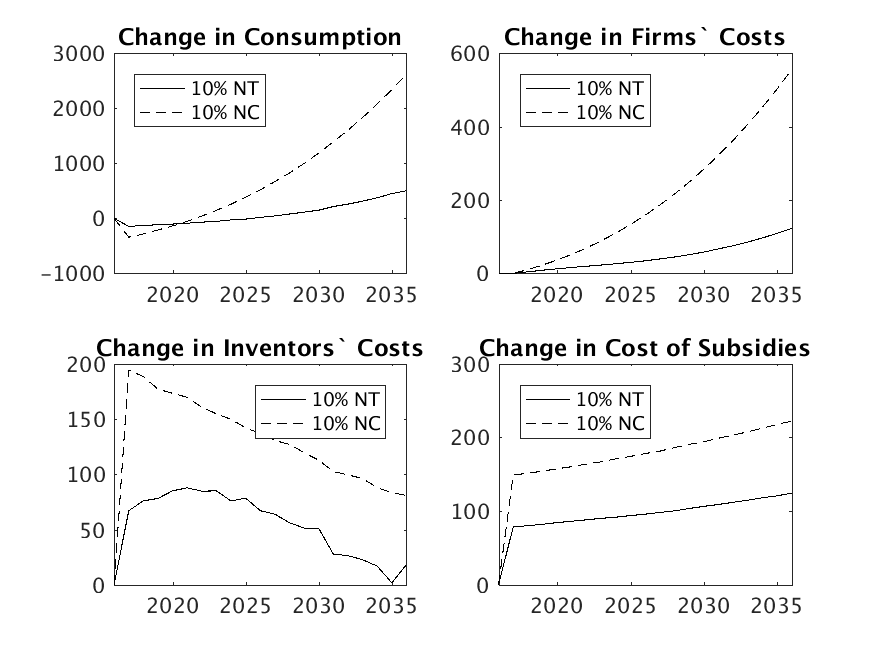 Change in Consumption
3000
2000
1000
0
-1000
10% NT
10% NC
2020 2025 2030 2035
Change in Firms` Costs
600
400
200
0
10% NT
10% NC
2020 2025 2030 2035
Change in Inventors` Costs
200
150
100
50
0
10% NT
10% NC
2020 2025 2030 2035
Change in Cost of Subsidies
300
200
100
0
10% NT
10% NC
2020 2025 2030 2035